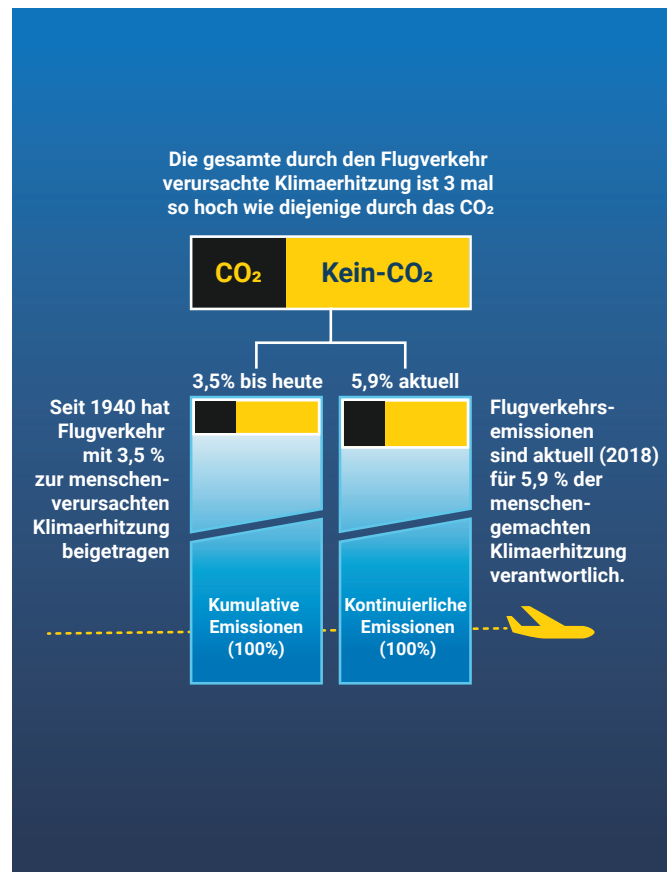 Die gesamte durch den Flugverkehr
verursachte Klimaerhitzung ist 3 mal
so hoch wie diejenige durch das CO₂
CO₂
Kein-CO₂
3,5% bis heute
5,9% aktuell
Seit 1940 hat
Flugverkehr
mit 3,5 %
zur menschen-
verursachten
Klimaerhitzung
beigetragen
Flugverkehrs-
emissionen
sind aktuell (2018)
für 5,9 % der
menschen-
gemachten
Klimaerhitzung
verantwortlich.
Kumulative
Emissionen
(100%)
Kontinuierliche
Emissionen
(100%)